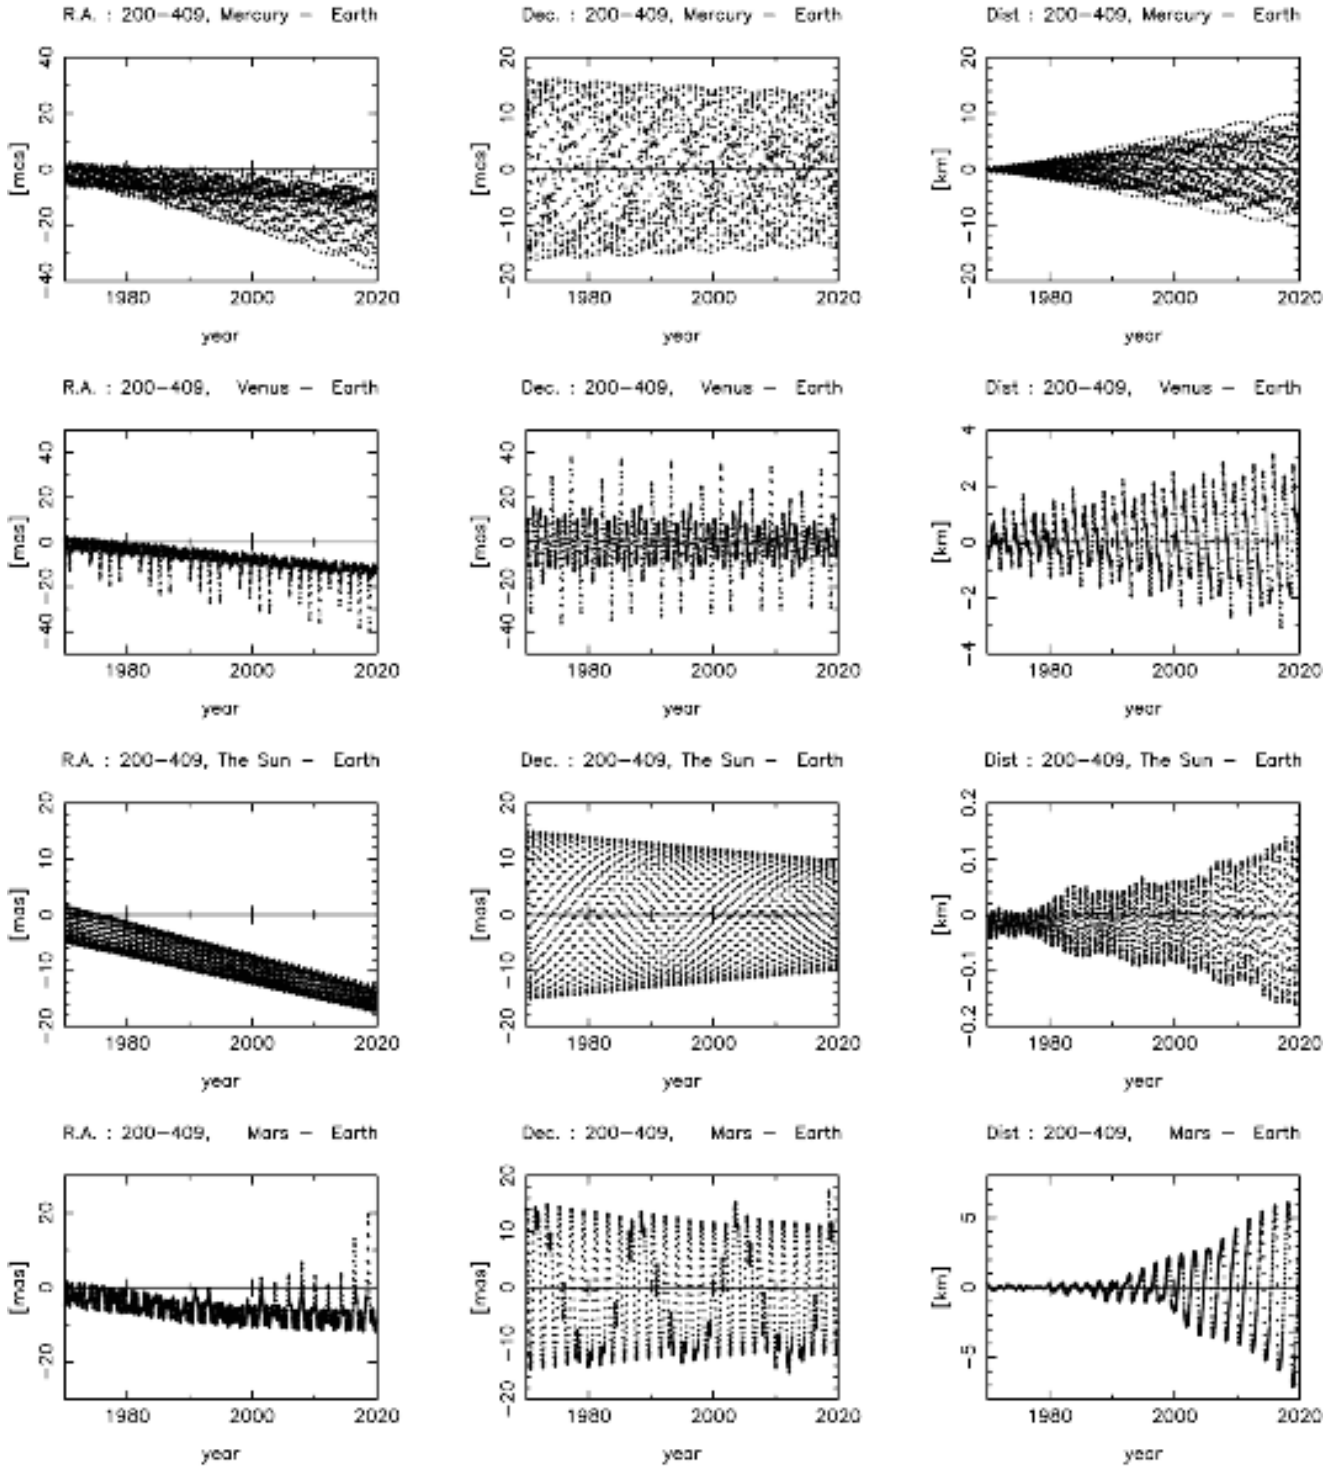 R.A. : 200-409, Mercury - Earth
Dec. : 200-409, Mercury - Earth
Dist : 200-409, Mercury - Earth
40
20
0
-20
-40
[mas]
1980
2000
2020
year
20
10
0
-10
-20
[mas]
1980
2000
2020
year
20
10
0
-10
-20
[km]
1980
2000
2020
year
R.A. : 200-409, Venus - Earth
Dec. : 200-409, Venus - Earth
Dist : 200-409, Venus - Earth
40
20
0
-20
-40
[mas]
1980
2000
2020
year
40
20
0
-20
-40
[mas]
1980
2000
2020
year
4
2
0
-2
-4
[km]
1980
2000
2020
year
R.A. : 200-409, The Sun - Earth
Dec. : 200-409, The Sun - Earth
Dist : 200-409, The Sun - Earth
20
10
0
-10
-20
[mas]
1980
2000
2020
year
20
10
0
-10
-20
[mas]
1980
2000
2020
year
0.2
0.1
0
-0.1
-0.2
[km]
1980
2000
2020
year
R.A. : 200-409, Mars - Earth
Dec. : 200-409, Mars - Earth
Dist : 200-409, Mars - Earth
20
0
-20
[mas]
1980
2000
2020
year
20
10
0
-10
-20
[mas]
1980
2000
2020
year
5
0
-5
[km]
1980
2000
2020
year